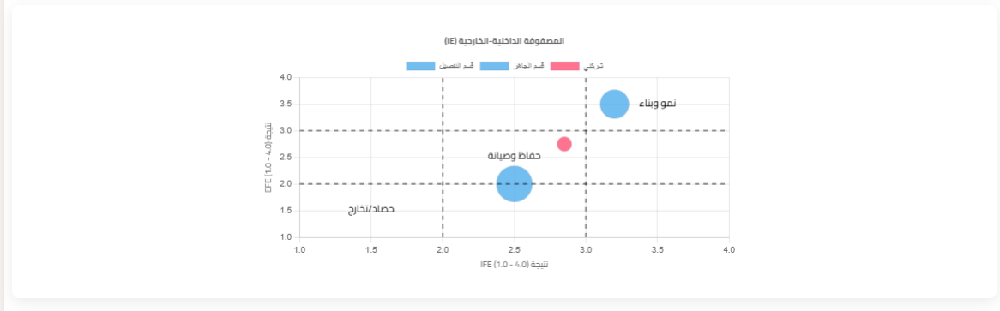 المصفوفة الداخلية-الخارجية (IE)
شركتي
قسم الجاهز
قسم التفصيل
4.0
3.5
نمو وبناء
3.0
حفاظ وصيانة
2.5
2.0
حصاد/تخارج
1.5
1.0
نتيجة EFE (1.0 - 4.0)
1.0 1.5 2.0 2.5 3.0 3.5 4.0
نتيجة IFE (1.0 - 4.0)